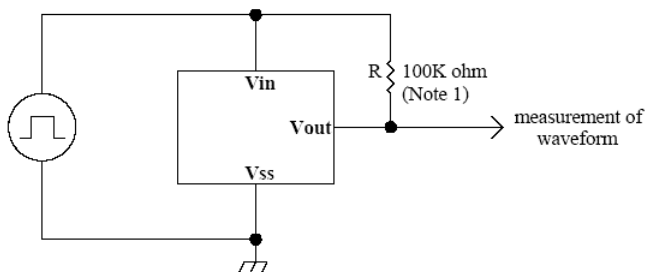 Vin
R 100K ohm
(Note 1)
Vout
measurement of
waveform
Vss